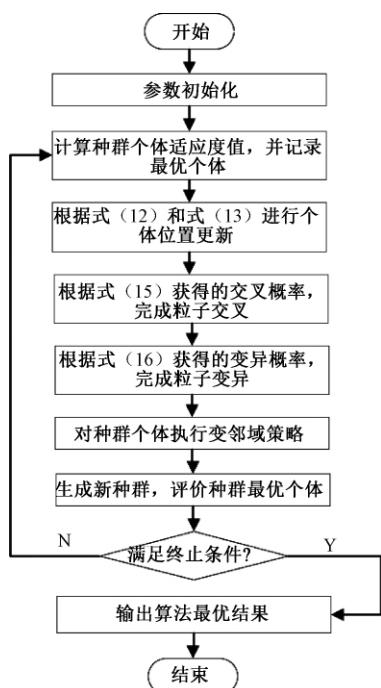 开始
参数初始化
计算种群个体适应度值，并记录
最优个体
根据式（12）和式（13）进行个
体位置更新
根据式（15）获得的交叉概率，
完成粒子交叉
根据式（16）获得的变异概率，
完成粒子变异
对种群个体执行变邻域策略
生成新种群，评价种群最优个体
N
满足终止条件？
Y
输出算法最优结果
结束